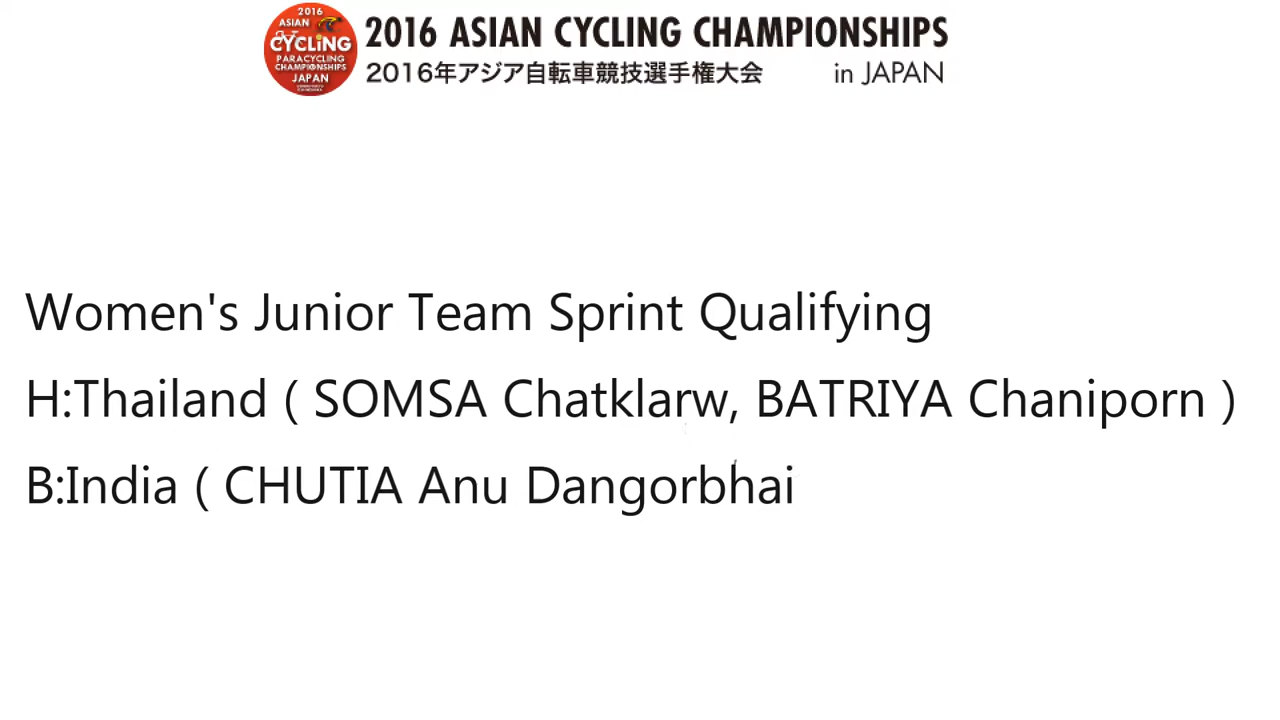 2016
ASIAN
CYCLING
PARACYCLING
CHAMPIONSHIPS
JAPAN
2016 ASIAN CYCLING CHAMPIONSHIPS
2016年アジア自転車競技選手権大会 in JAPAN
Women's Junior Team Sprint Qualifying
H:Thailand ( SOMSA Chatklarw, BATRIYA Chaniporn )
B:India ( CHUTIA Anu Dangorbhai